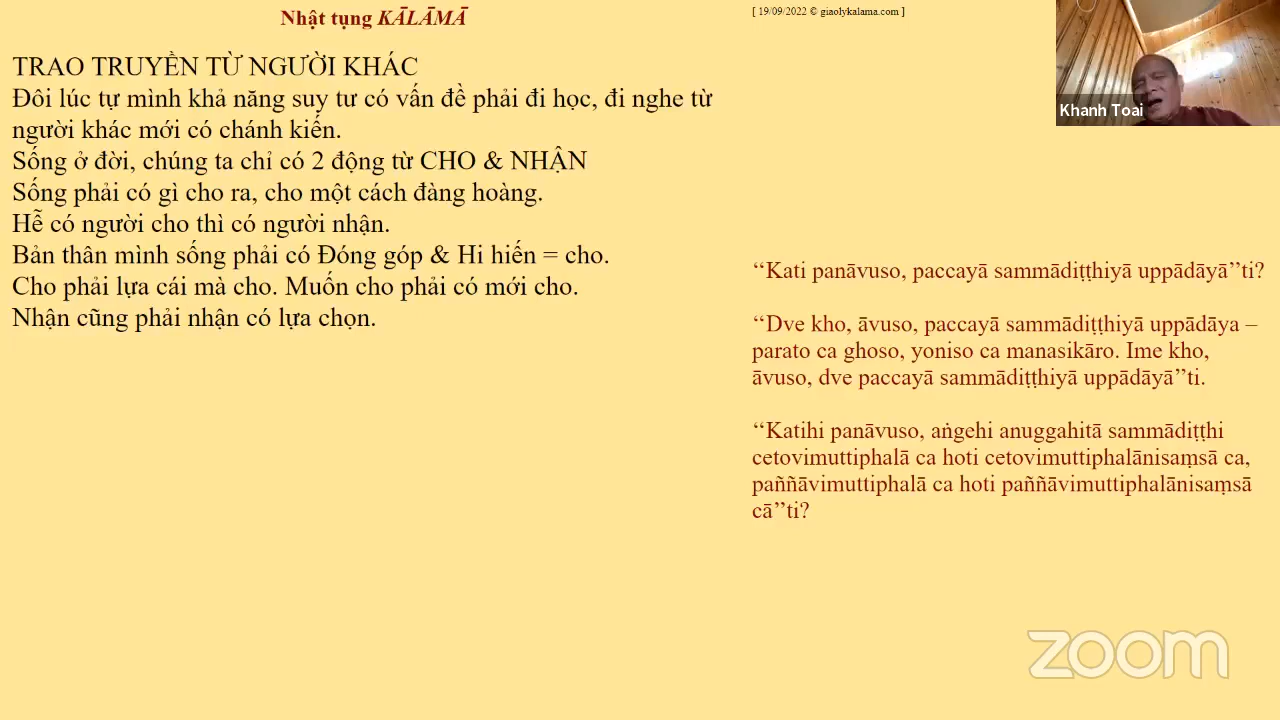 Nhật tụng KĀLĀMĀ
[ 19/09/2022 © giaolykalama.com ]
TRAO TRUYỀN TỪ NGƯỜI KHÁC
Đôi lúc tự mình khả năng suy tư có vấn đề phải đi học, đi nghe từ
người khác mới có chánh kiến.
Sống ở đời, chúng ta chỉ có 2 động từ CHO & NHẬN
Sống phải có gì cho ra, cho một cách đàng hoàng.
Hễ có người cho thì có người nhận.
Bản thân mình sống phải có Đóng góp & Hi hiến = cho.
Cho phải lựa cái mà cho. Muốn cho phải có mới cho.
Nhận cũng phải nhận có lựa chọn.
Khanh Toai
‘‘Kati panāvuso, paccayā sammādiṭṭhiyā uppādāyā’’ti?
‘‘Dve kho, āvuso, paccayā sammādiṭṭhiyā uppādāya –
parato ca ghoso, yoniso ca manasikāro. Ime kho,
āvuso, dve paccayā sammādiṭṭhiyā uppādāyā’’ti.
‘‘Katihi panāvuso, aṅgehi anuggahitā sammādiṭṭhi
cetovimuttiphalā ca hoti cetovimuttiphalānisaṃsā ca,
paññāvimuttiphalā ca hoti paññāvimuttiphalānisaṃsā
cā’’ti?
zoom